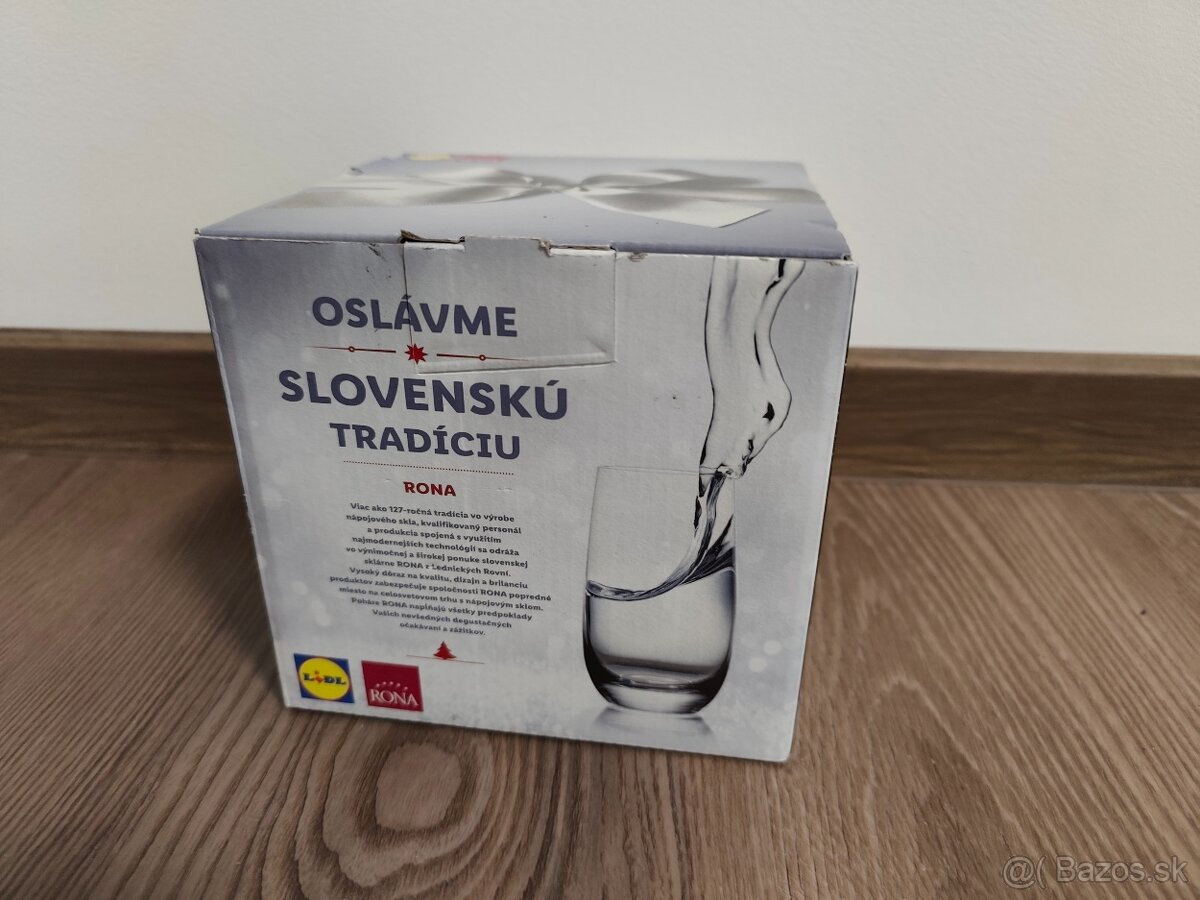 OSLÁVME
SLOVENSKÚ
TRADÍCIU
RONA
Viac ako 127-ročná tradícia vo výrobe
nápojového skla, kvalifikovaný personál
a produkcia spojená s využitím
najmodernejších technológií sa odráža
vo výnimočnej a širokej ponuke slovenskej
sklárne RONA z Lednických Rovní.
Vysoký dôraz na kvalitu, dizajn a brilanciu
produktov zabezpečuje spoločnosti RONA popredné
miesto na celosvetovom trhu s nápojovým sklom.
Poháre RONA napĺňajú všetky predpoklady
Vašich nevšedných degustačných
očakávaní a zážitkov.
LIDL
RONA
@( Bazos.sk